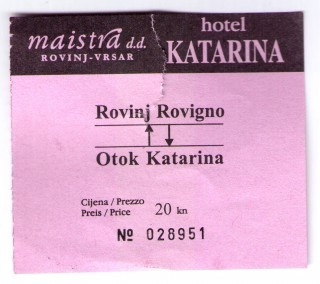 maistra d.d.
ROVINJ-VRSAR
hotel
KATARINA
Rovinj Rovigno
Otok Katarina
Cijena / Prezzo
Preis / Price 20 kn
№ 028951